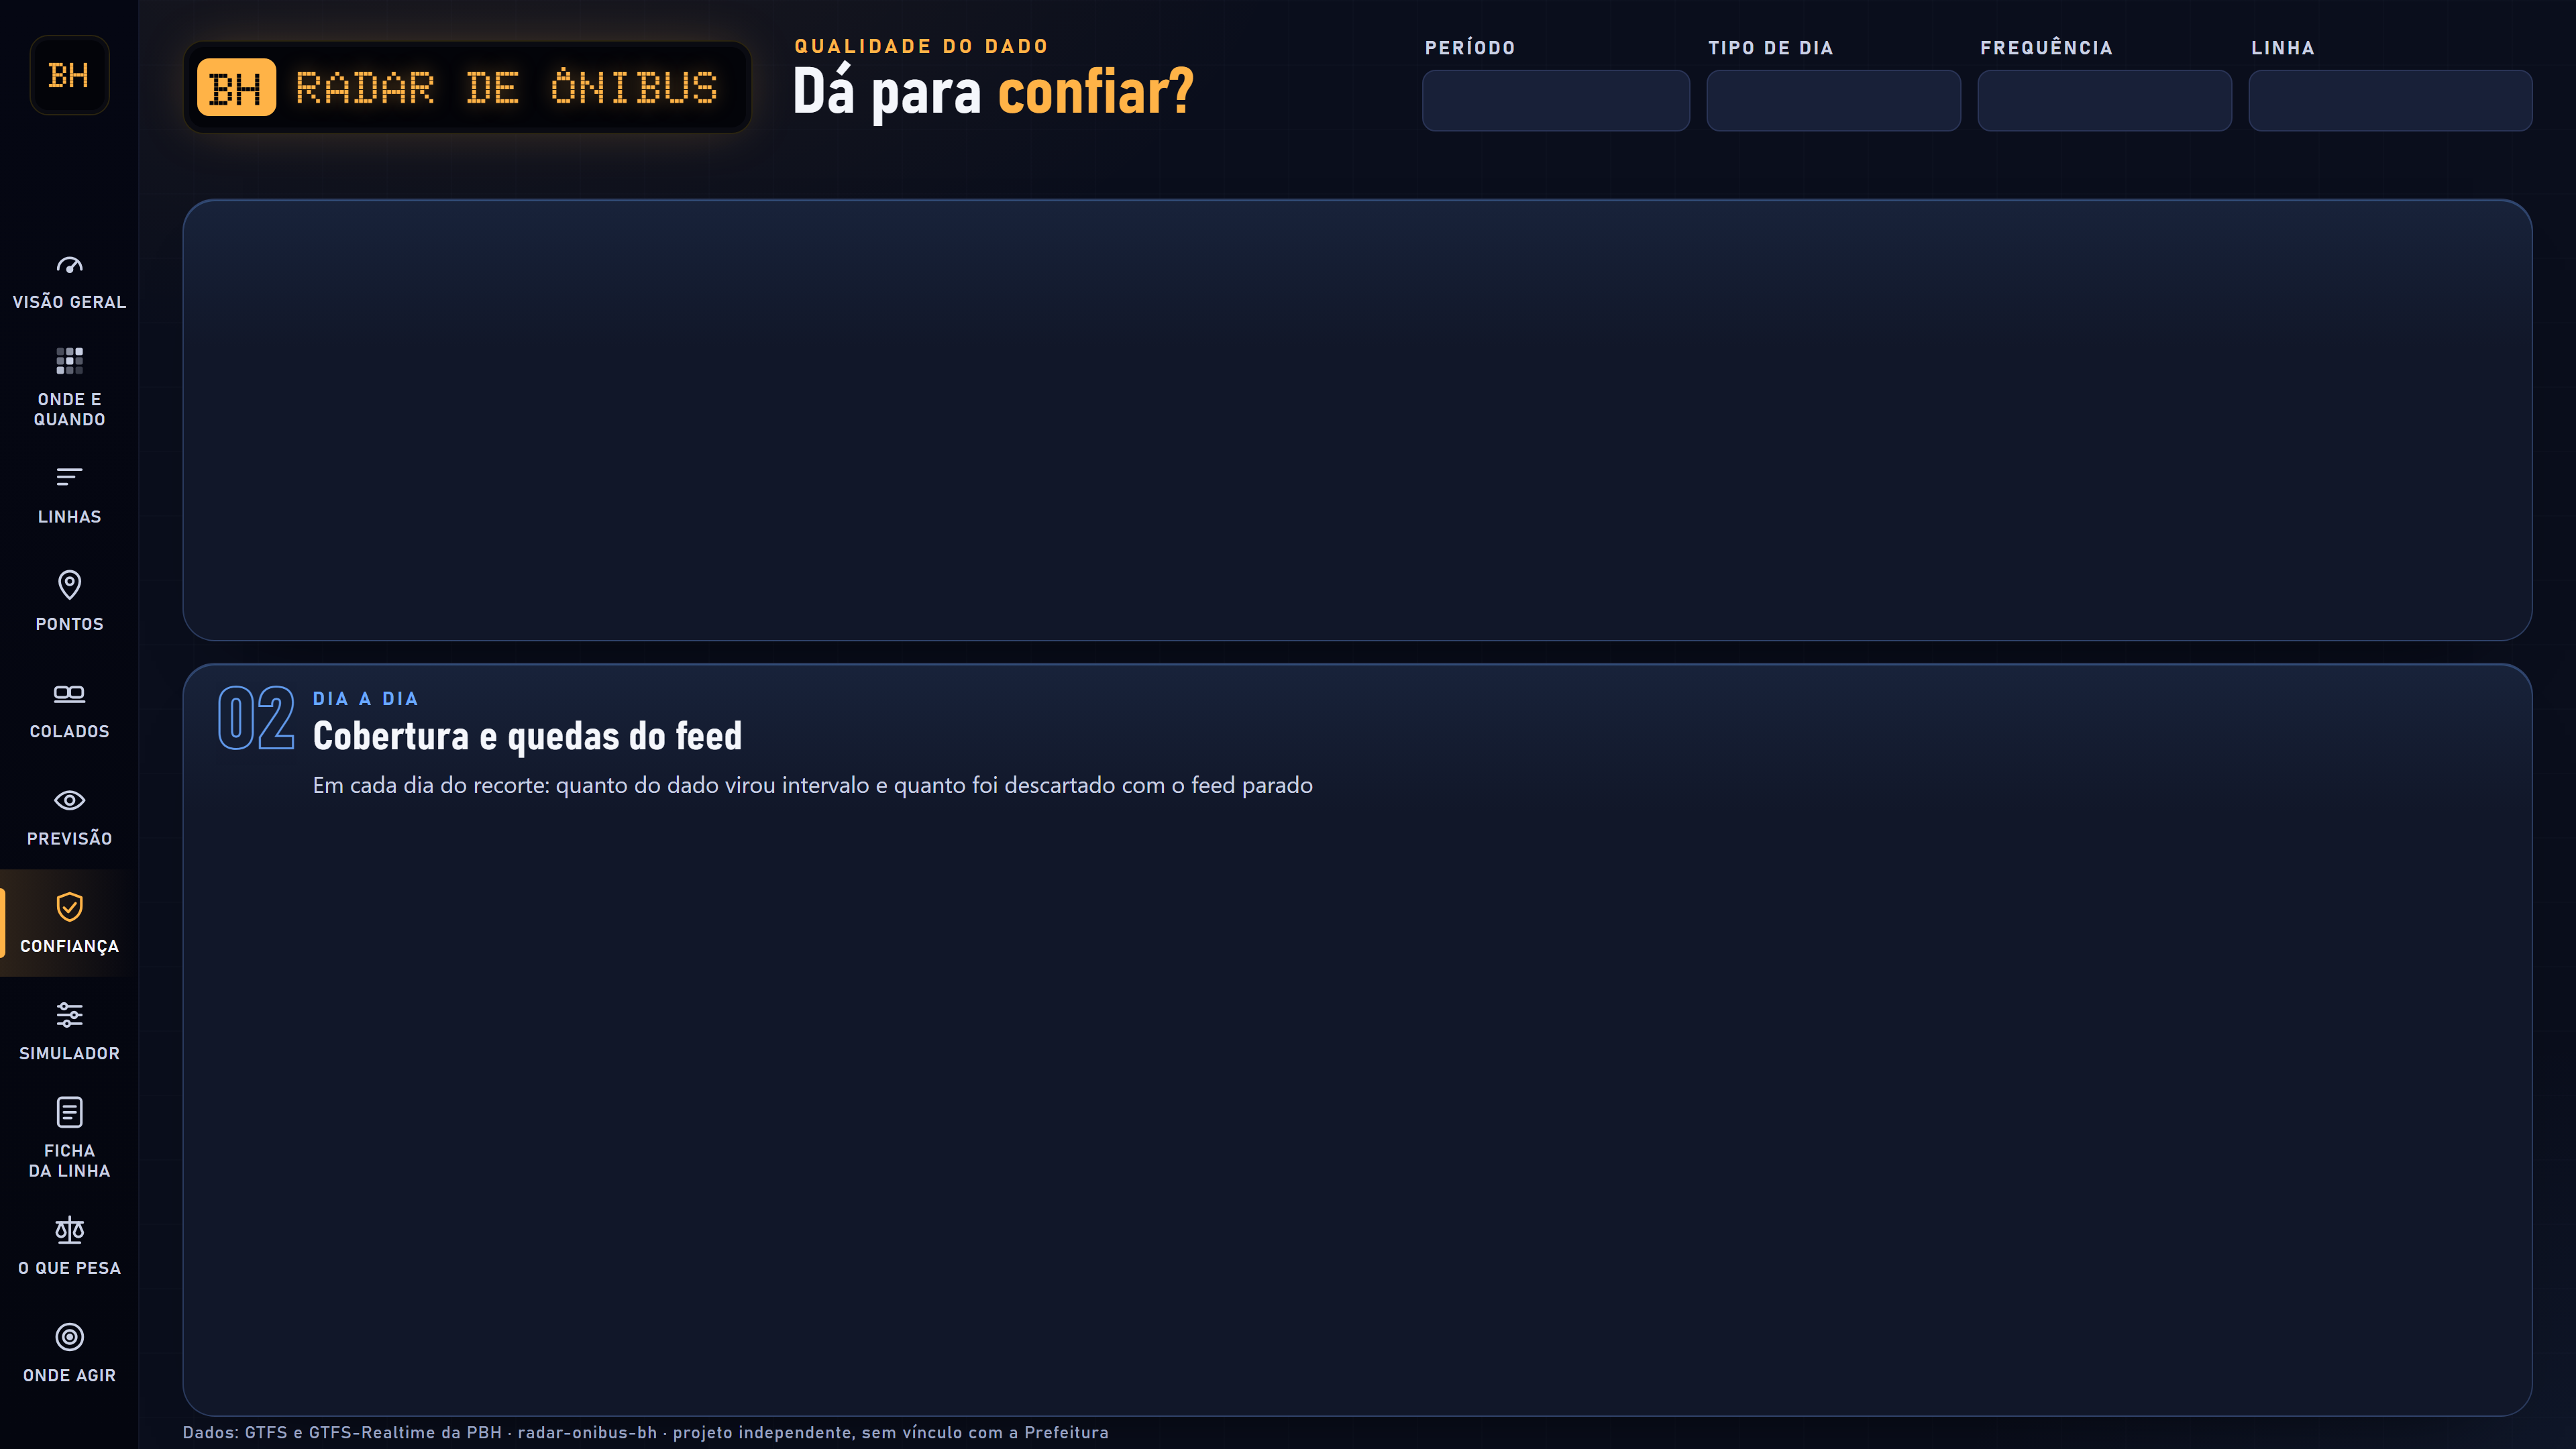 BH
BH RADAR DE ÔNIBUS
QUALIDADE DO DADO
Dá para confiar?
PERÍODO
TIPO DE DIA
FREQUÊNCIA
LINHA
VISÃO GERAL
ONDE E
QUANDO
LINHAS
PONTOS
COLADOS
PREVISÃO
CONFIANÇA
SIMULADOR
FICHA
DA LINHA
O QUE PESA
ONDE AGIR
02
DIA A DIA
Cobertura e quedas do feed
Em cada dia do recorte: quanto do dado virou intervalo e quanto foi descartado com o feed parado
Dados: GTFS e GTFS-Realtime da PBH · radar-onibus-bh · projeto independente, sem vínculo com a Prefeitura